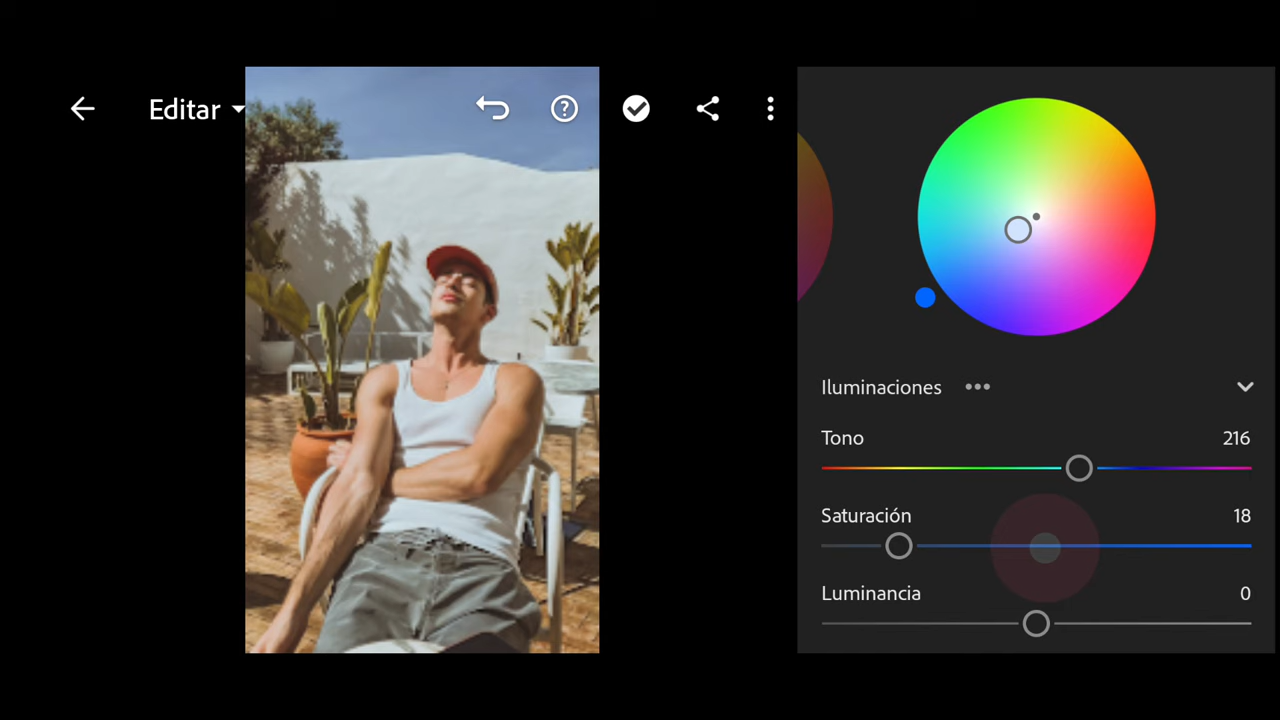 Editar
Iluminaciones
Tono 216
Saturación 18
Luminancia 0